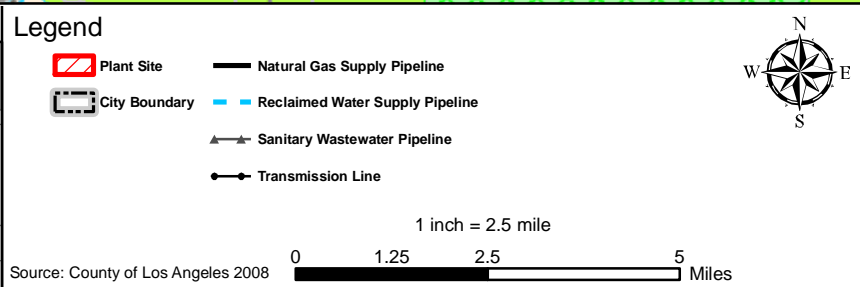 Legend
N
Plant Site
Natural Gas Supply Pipeline
W E
City Boundary
Reclaimed Water Supply Pipeline
S
Sanitary Wastewater Pipeline
Transmission Line
1 inch = 2.5 mile
0 1.25 2.5 5
Source: County of Los Angeles 2008
Miles